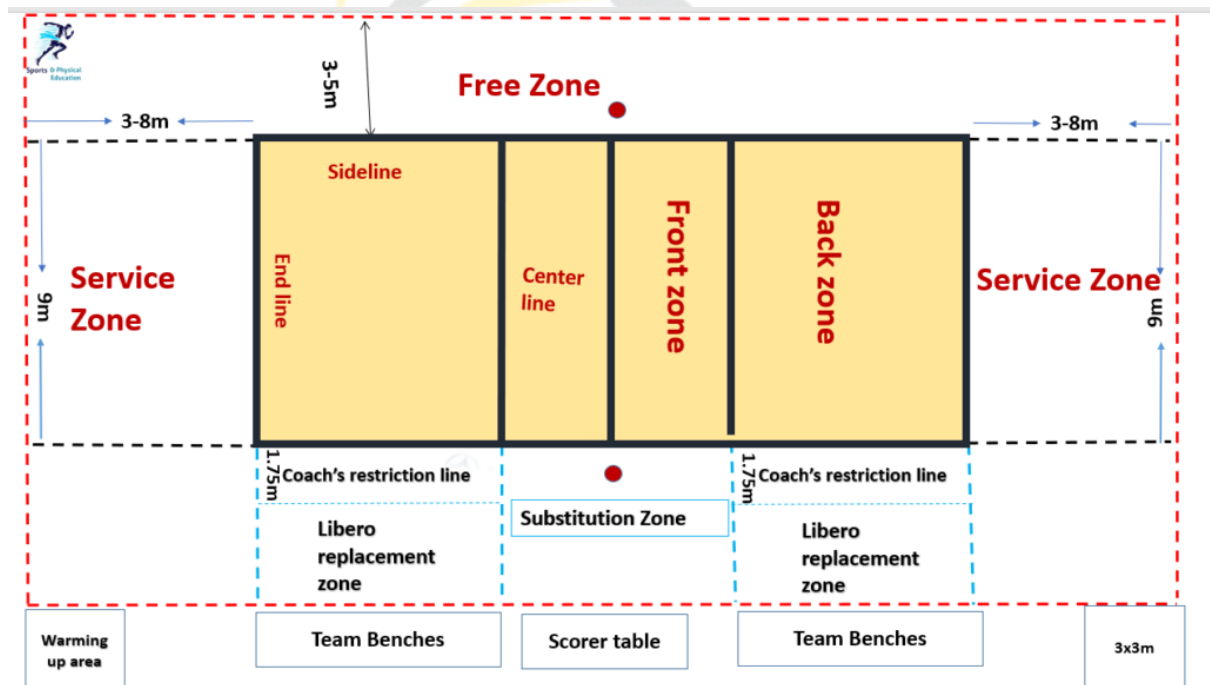 Sports & Physical
Education
3-5m
Free Zone
3-8m
3-8m
Sideline
End line
Center
line
Front zone
Back zone
Service
Zone
Service Zone
9m
9m
1.75m
Coach's restriction line
1.75m
Coach's restriction line
Substitution Zone
Libero
replacement
zone
Libero
replacement
zone
Warming
up area
Team Benches
Scorer table
Team Benches
3x3m